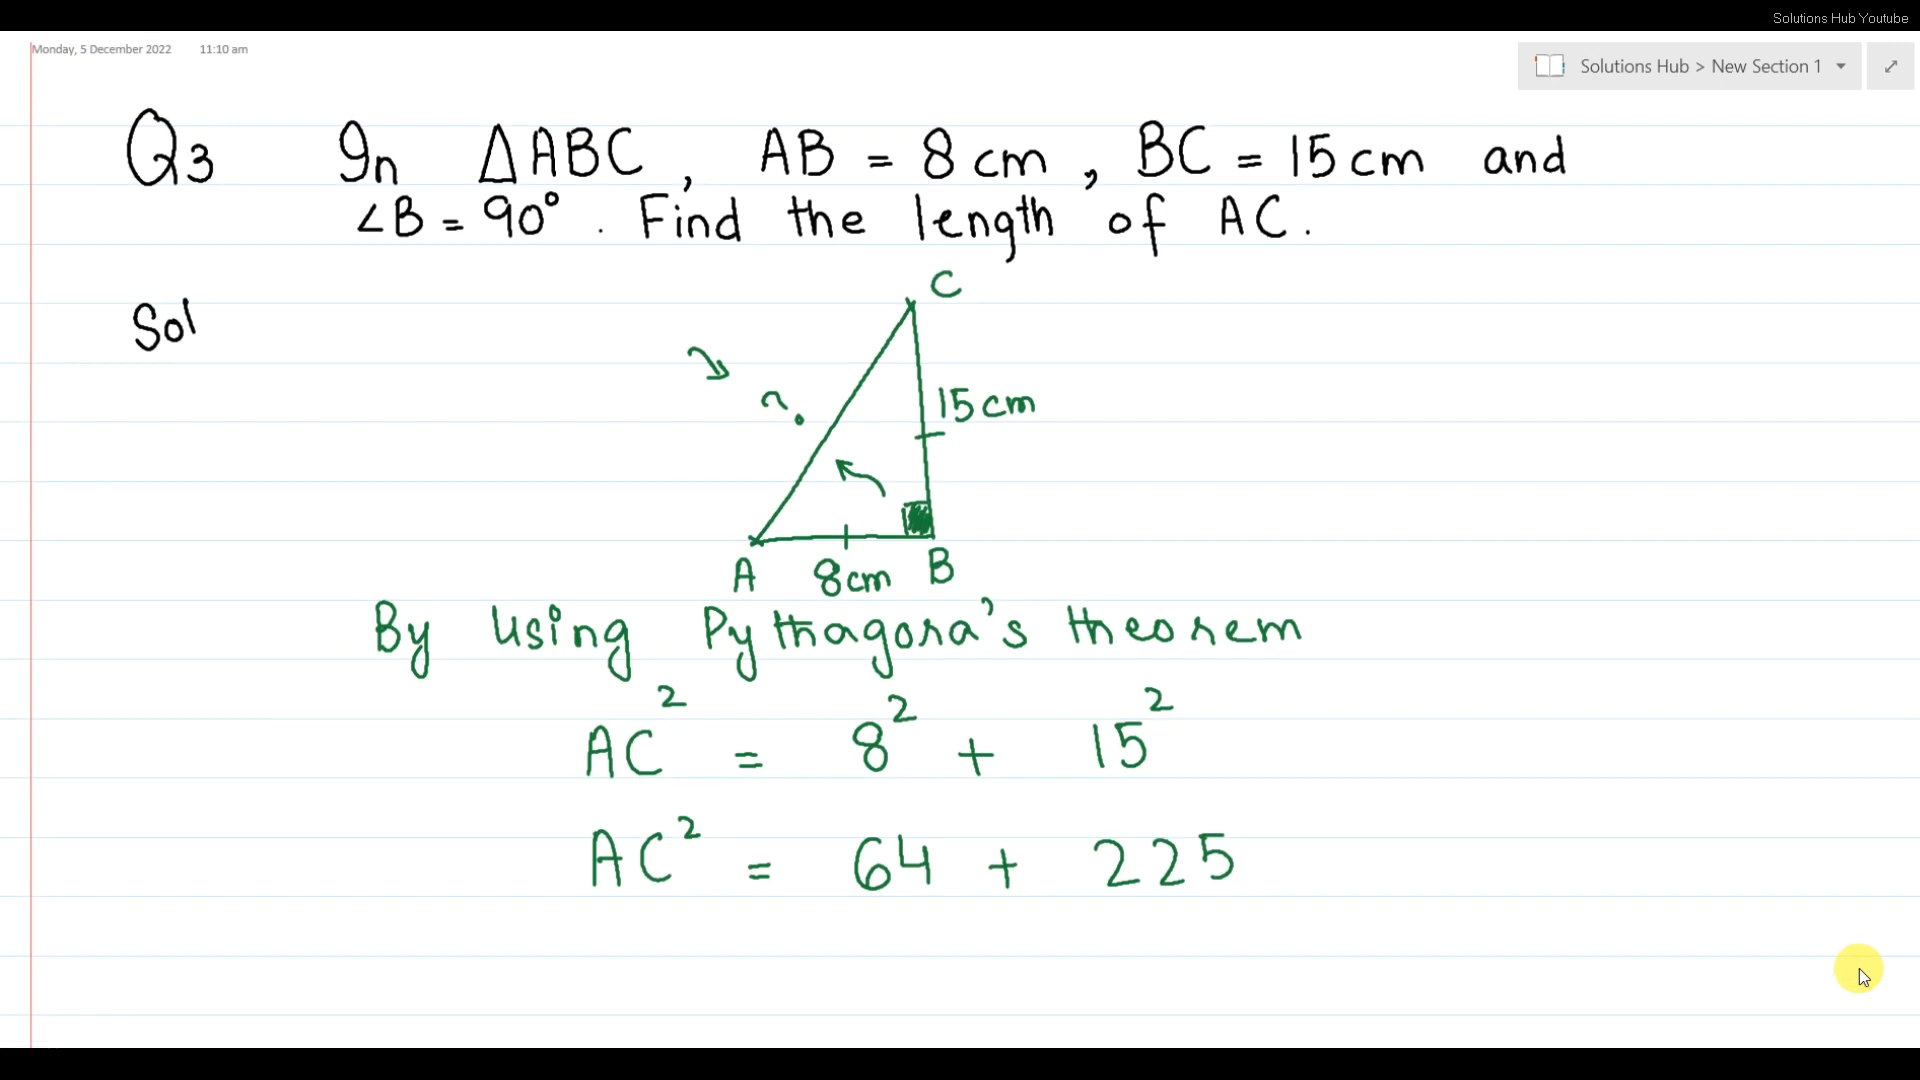 Solutions Hub Youtube
Monday, 5 December 2022 11:10 am
Solutions Hub > New Section 1
Q3 In ΔABC, AB = 8 cm, BC = 15 cm and
∠B = 90°. Find the length of AC.
Sol
C
?
15 cm
A 8 cm B
By using Pythagora's theorem
AC² = 8² + 15²
AC² = 64 + 225